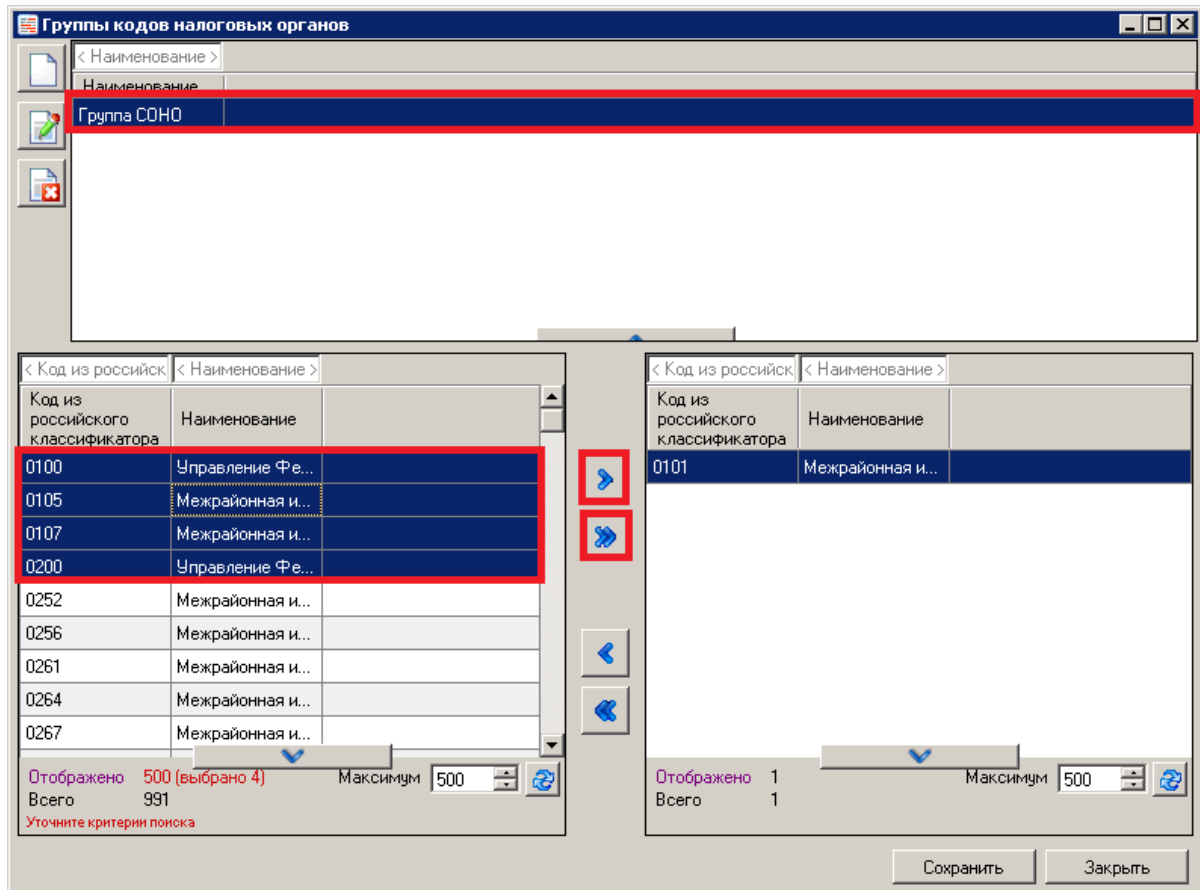 Группы кодов налоговых органов
< Наименование >
Наименование
Группа СОНО
< Код из российск < Наименование >
Код из российского классификатора Наименование
0100 Управление Фе...
0105 Межрайонная и...
0107 Межрайонная и...
0200 Управление Фе...
0252 Межрайонная и...
0256 Межрайонная и...
0261 Межрайонная и...
0264 Межрайонная и...
0267 Межрайонная и...
Отображено 500 (выбрано 4) Максимум 500
Всего 991
Уточните критерии поиска
< Код из российск < Наименование >
Код из российского классификатора Наименование
0101 Межрайонная и...
Отображено 1 Максимум 500
Всего 1
Сохранить Закрыть